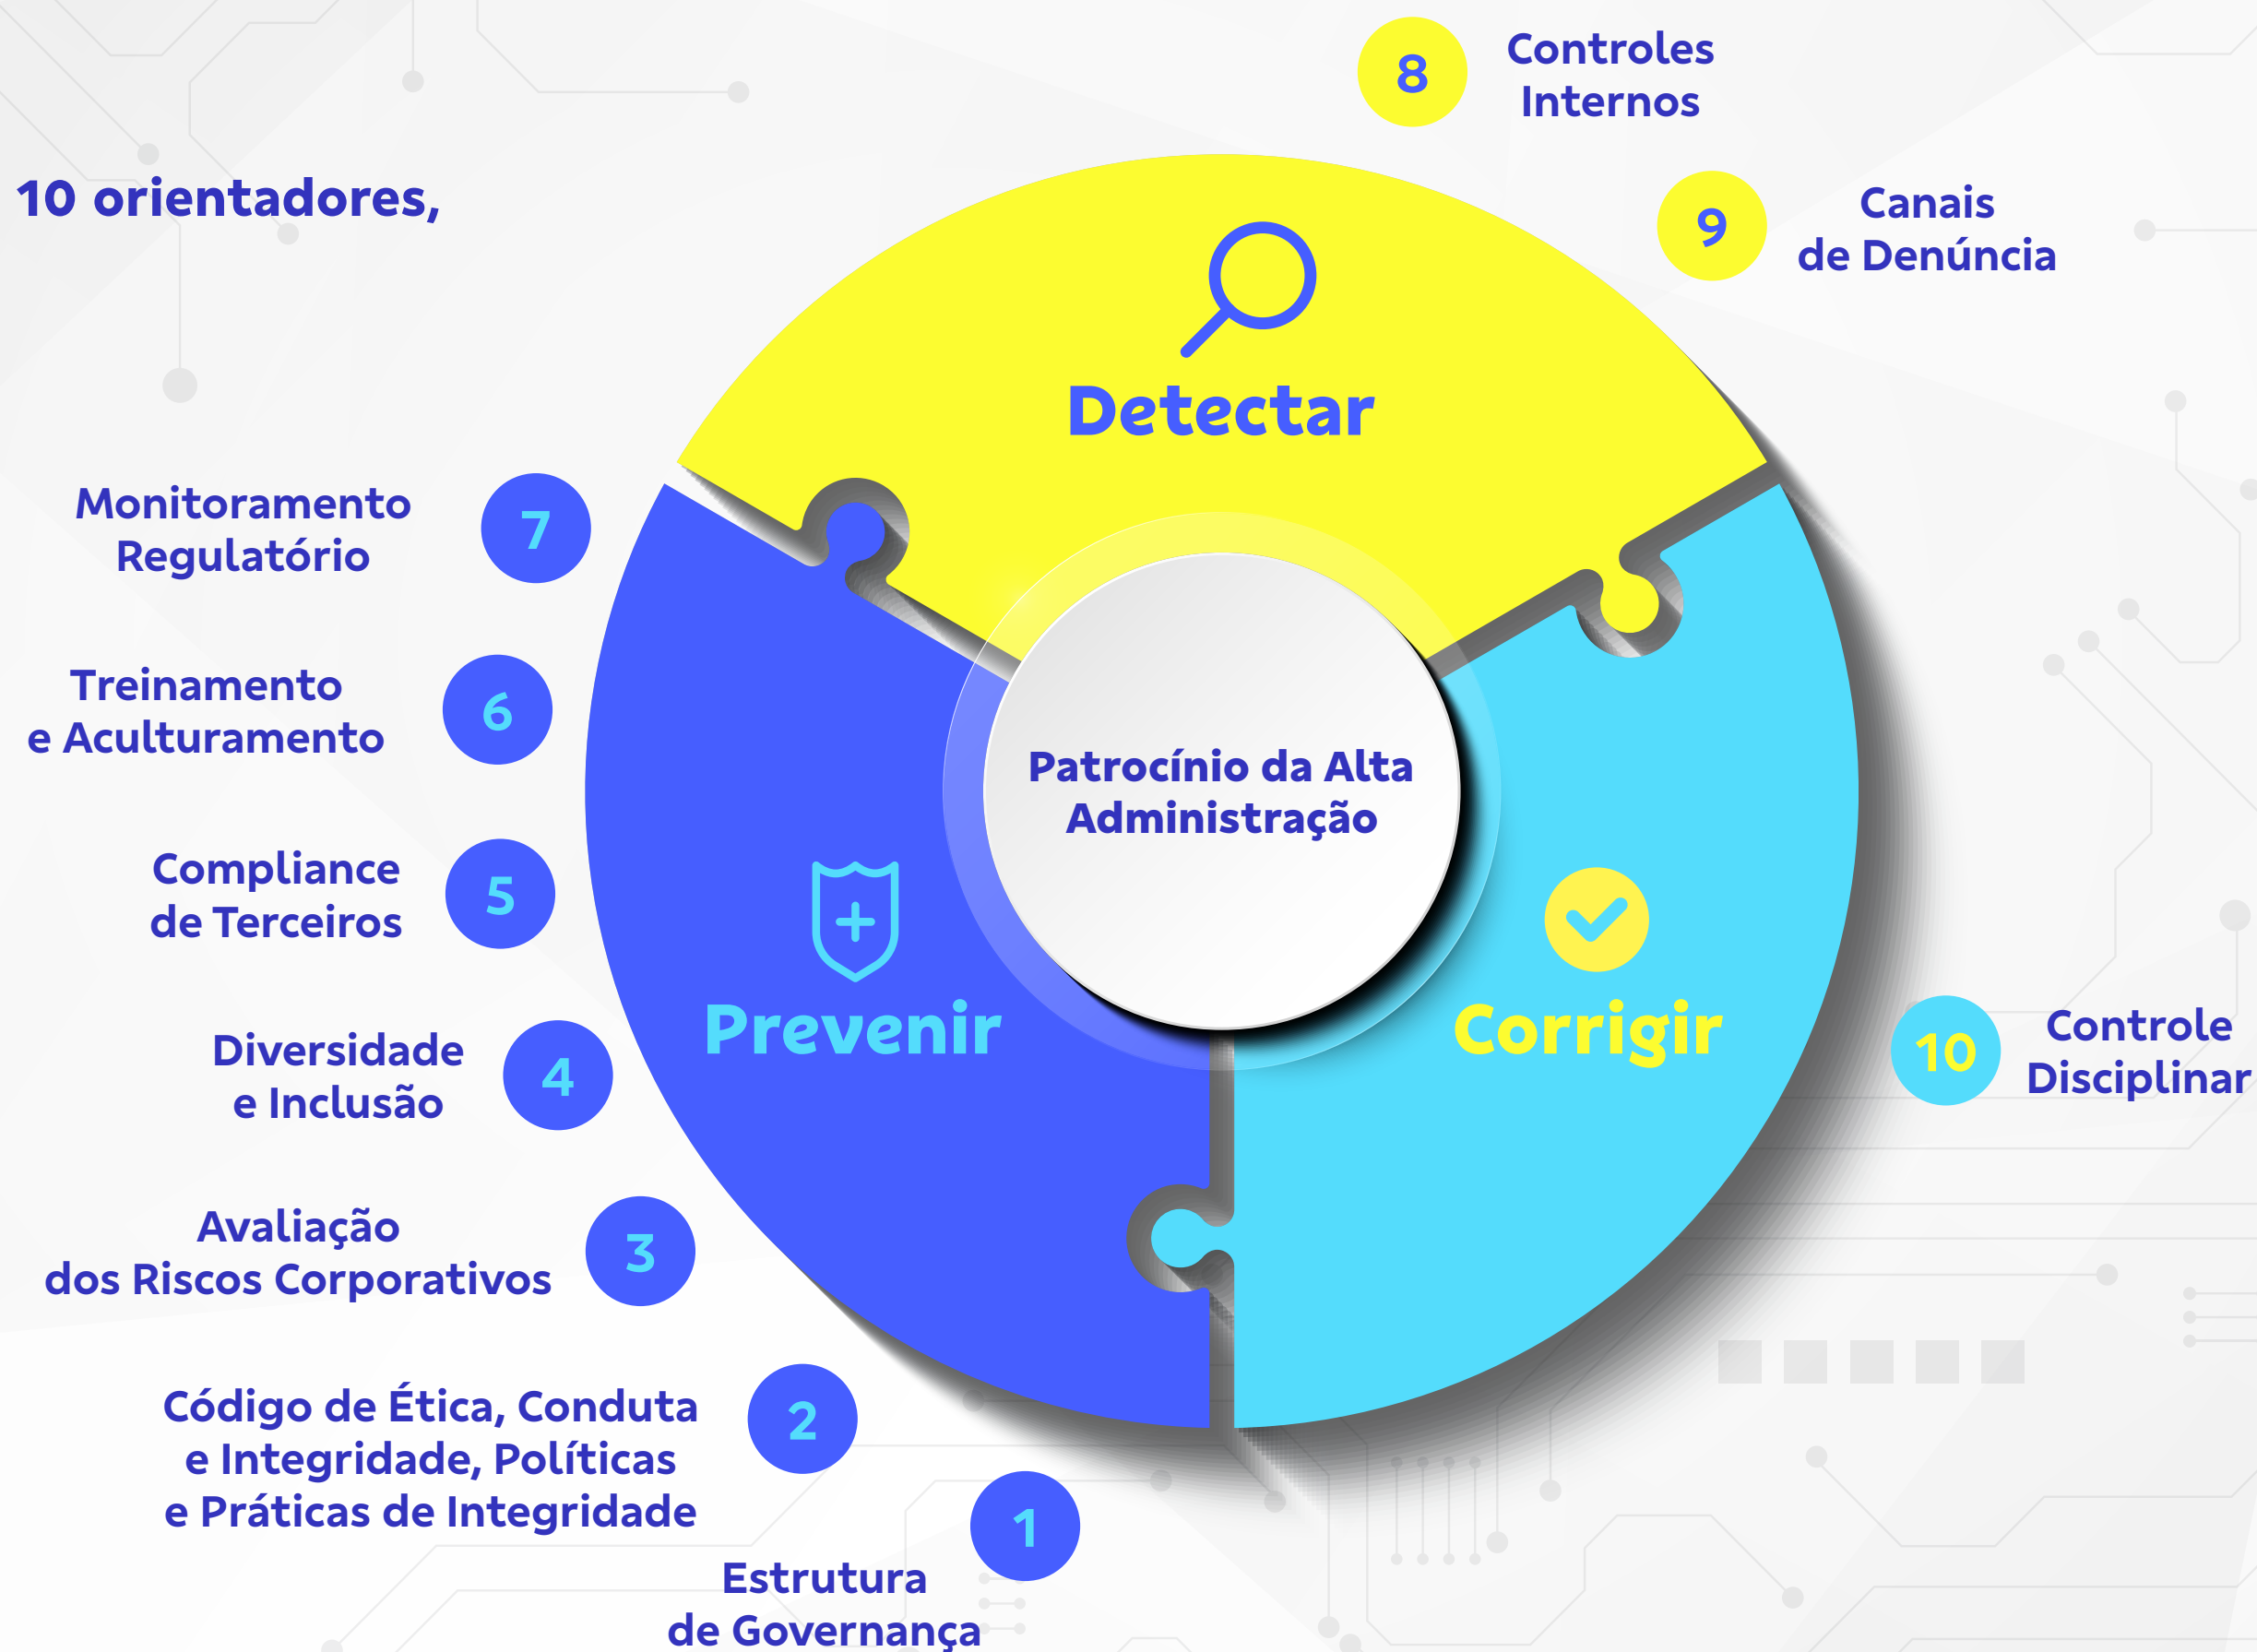 10 orientadores,
8
Controles
Internos
9
Canais
de Denúncia
Detectar
Monitoramento
Regulatório
7
Treinamento
e Aculturamento
6
Compliance
de Terceiros
5
Diversidade
e Inclusão
4
Avaliação
dos Riscos Corporativos
3
Código de Ética, Conduta
e Integridade, Políticas
e Práticas de Integridade
2
1
Estrutura
de Governança
Patrocínio da Alta
Administração
Prevenir
Corrigir
10
Controle
Disciplinar